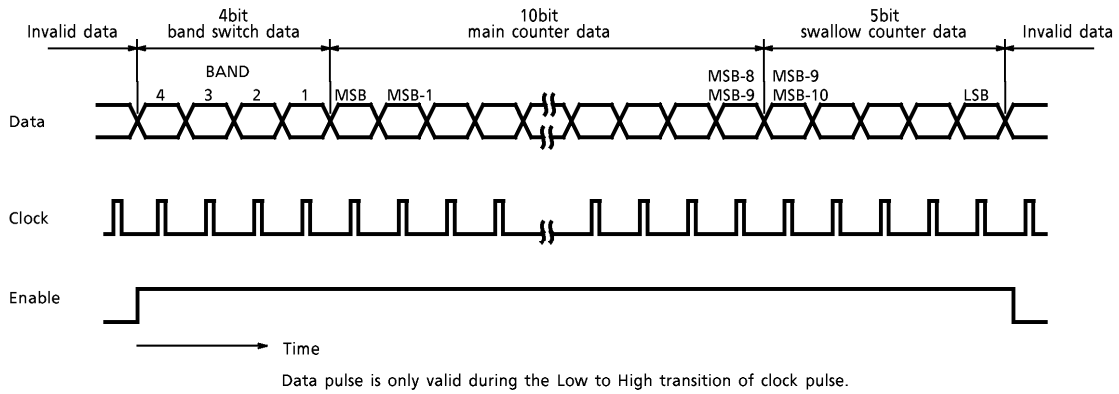 4bit
10bit
5bit
Invalid data
band switch data
main counter data
swallow counter data
Invalid data
BAND
MSB-8
MSB-9
4
3
2
1
MSB
MSB-1
MSB-9
MSB-10
LSB
Data
Clock
Enable
Time
Data pulse is only valid during the Low to High transition of clock pulse.